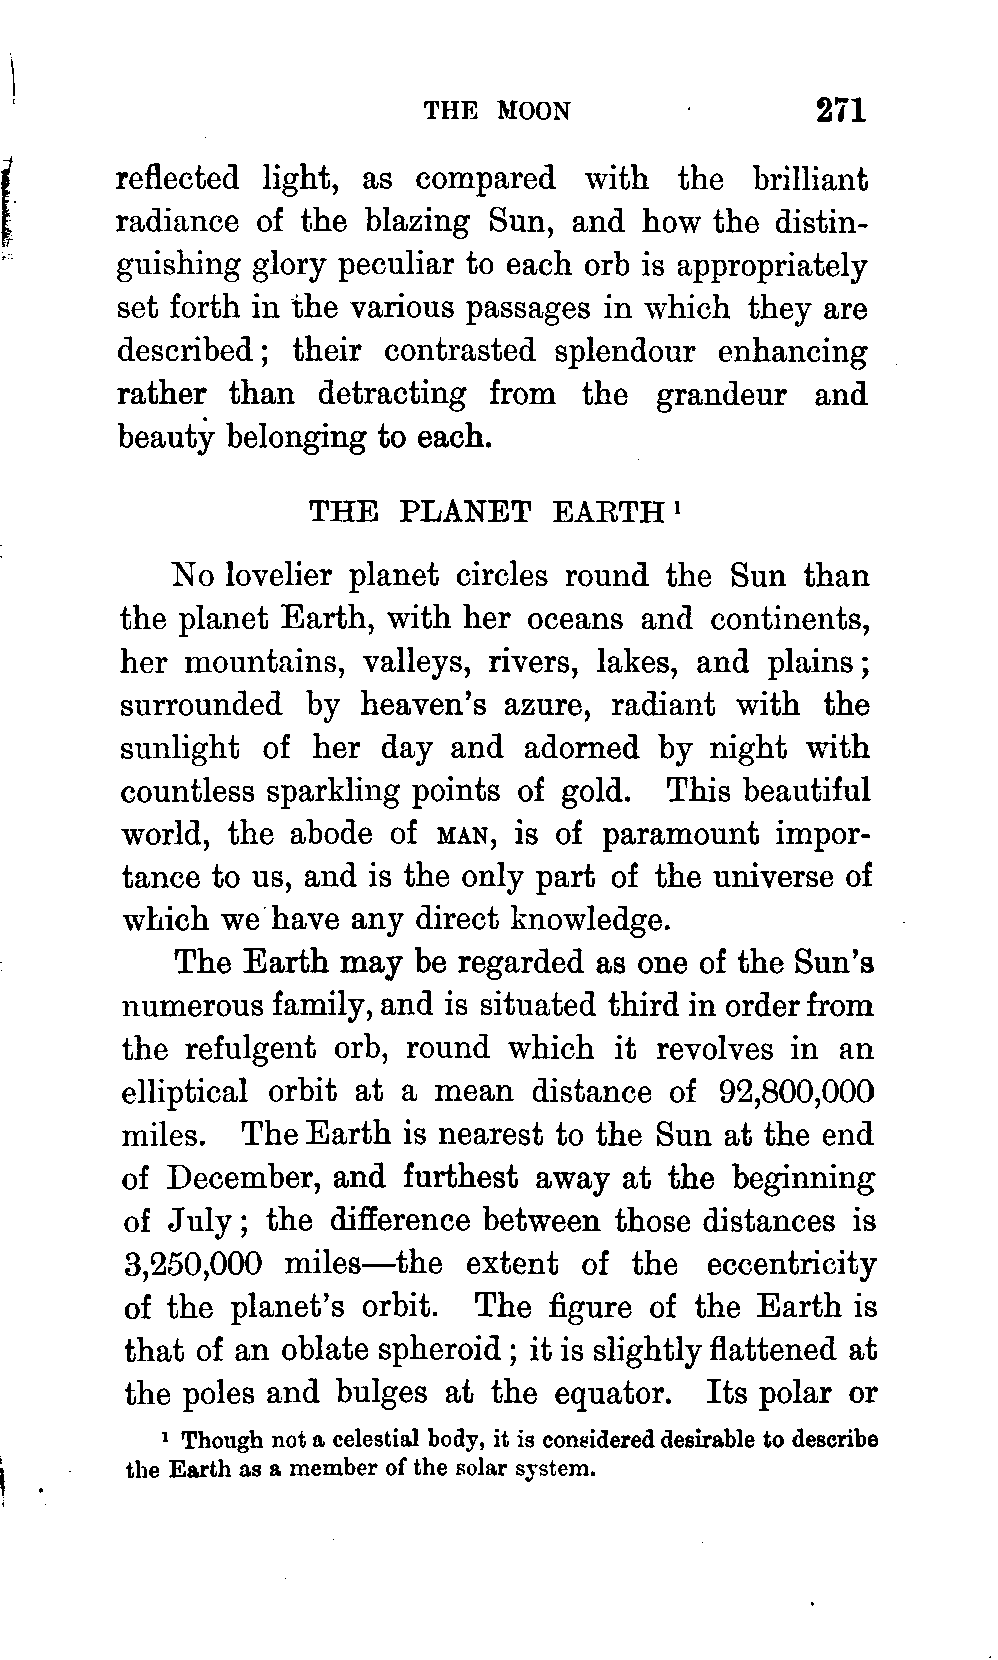 THE MOON 271
reflected light, as compared with the brilliant
radiance of the blazing Sun, and how the distin-
guishing glory peculiar to each orb is appropriately
set forth in the various passages in which they are
described; their contrasted splendour enhancing
rather than detracting from the grandeur and
beauty belonging to each.
THE PLANET EARTH ¹
No lovelier planet circles round the Sun than
the planet Earth, with her oceans and continents,
her mountains, valleys, rivers, lakes, and plains;
surrounded by heaven's azure, radiant with the
sunlight of her day and adorned by night with
countless sparkling points of gold. This beautiful
world, the abode of MAN, is of paramount impor-
tance to us, and is the only part of the universe of
which we have any direct knowledge.
The Earth may be regarded as one of the Sun's
numerous family, and is situated third in order from
the refulgent orb, round which it revolves in an
elliptical orbit at a mean distance of 92,800,000
miles. The Earth is nearest to the Sun at the end
of December, and furthest away at the beginning
of July; the difference between those distances is
3,250,000 miles—the extent of the eccentricity
of the planet's orbit. The figure of the Earth is
that of an oblate spheroid; it is slightly flattened at
the poles and bulges at the equator. Its polar or
¹ Though not a celestial body, it is considered desirable to describe
the Earth as a member of the solar system.